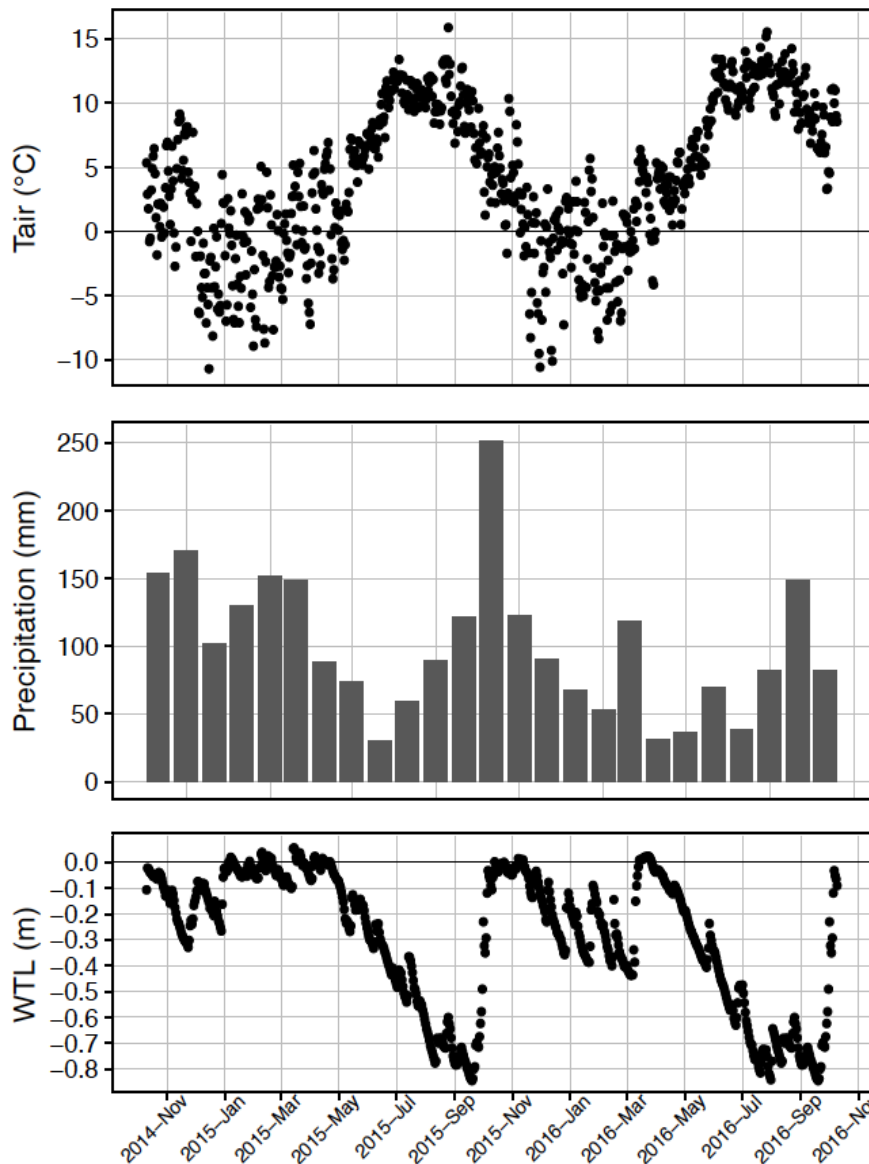 Tair (°C)
15
10
5
0
−5
−10
Precipitation (mm)
250
200
150
100
50
0
WTL (m)
0.0
−0.1
−0.2
−0.3
−0.4
−0.5
−0.6
−0.7
−0.8
2014−Nov
2015−Jan
2015−Mar
2015−May
2015−Jul
2015−Sep
2015−Nov
2016−Jan
2016−Mar
2016−May
2016−Jul
2016−Sep
2016−Nov